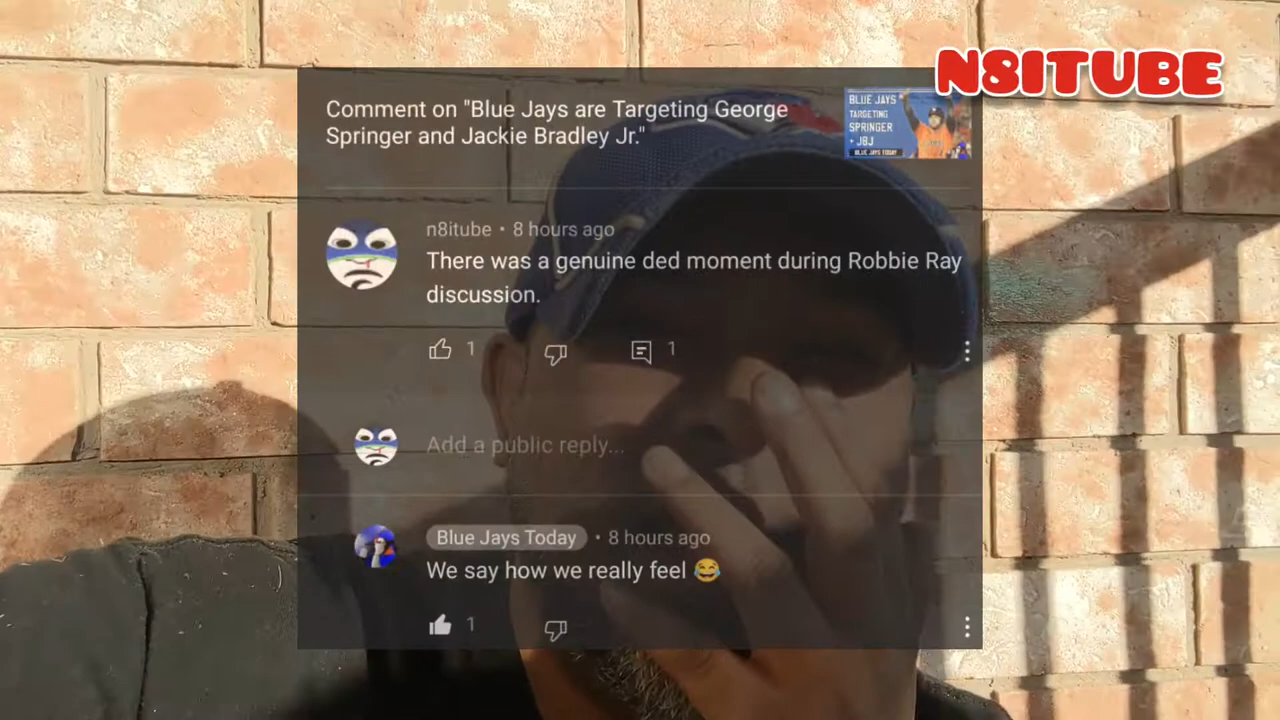 N8ITUBE
Comment on "Blue Jays are Targeting George
Springer and Jackie Bradley Jr."
BLUE JAYS
TARGETING
SPRINGER
+ JBJ
BLUE JAYS TODAY
n8itube • 8 hours ago
There was a genuine ded moment during Robbie Ray
discussion.
1
1
Add a public reply...
Blue Jays Today • 8 hours ago
We say how we really feel 😂
1